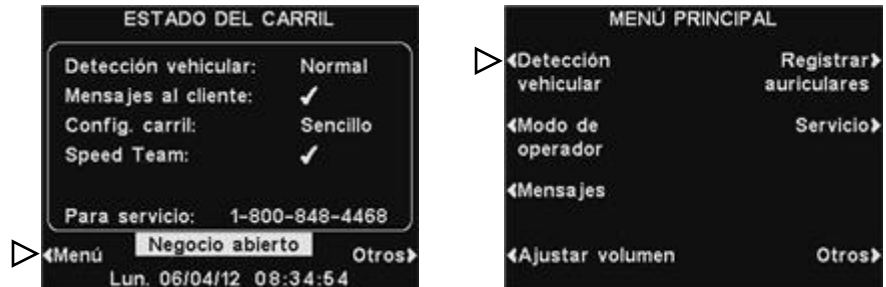 ESTADO DEL CARRIL
Detección vehicular: Normal
Mensajes al cliente: ✓
Config. carril: Sencillo
Speed Team: ✓
Para servicio: 1-800-848-4468
Negocio abierto
Menú Otros
Lun. 06/04/12 08:34:54
MENÚ PRINCIPAL
Detección Registrar
vehicular auriculares
Modo de Servicio
operador
Mensajes
Ajustar volumen Otros